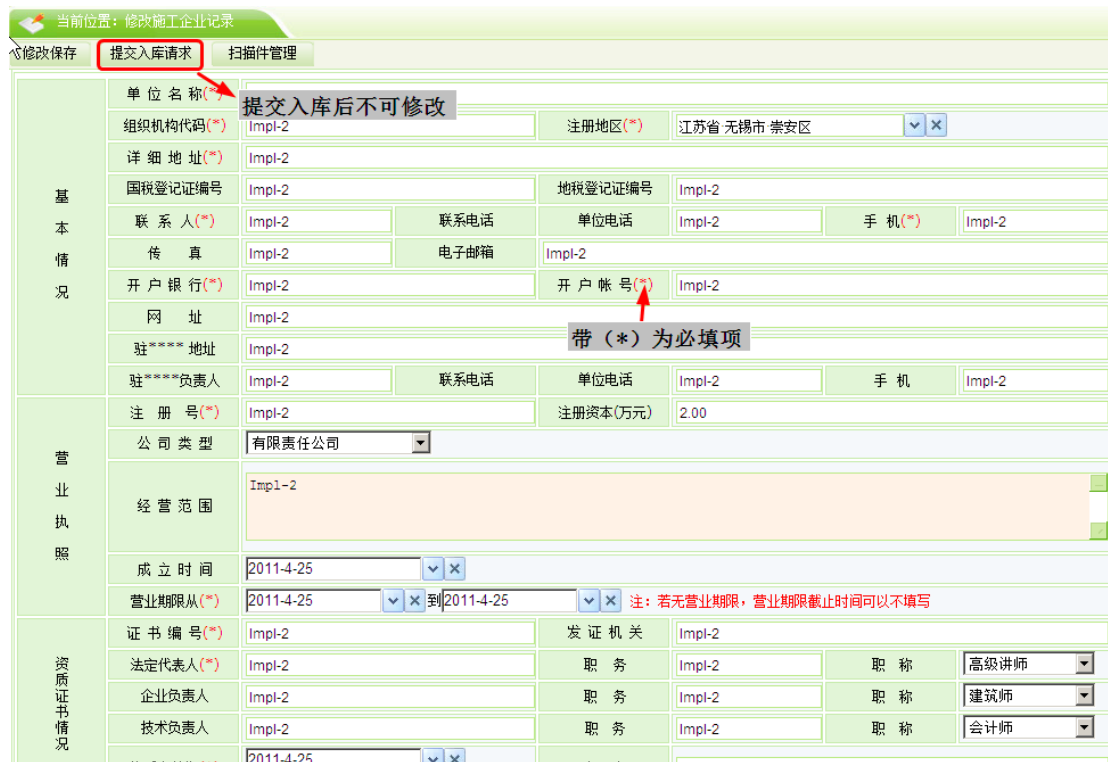 当前位置：修改施工企业记录
修改保存 提交入库请求 扫描件管理
单位名称(*)
提交入库后不可修改
组织机构代码(*) Impl-2 注册地区(*) 江苏省·无锡市·崇安区
详细地址(*) Impl-2
国税登记证编号 Impl-2 地税登记证编号 Impl-2
联系人(*) Impl-2 联系电话 单位电话 Impl-2 手机(*) Impl-2
传真 Impl-2 电子邮箱 Impl-2
基本情况
开户银行(*) Impl-2 开户帐号(*) Impl-2
网址 Impl-2
带（*）为必填项
驻****地址 Impl-2
驻****负责人 Impl-2 联系电话 单位电话 Impl-2 手机 Impl-2
注册号(*) Impl-2 注册资本(万元) 2.00
公司类型 有限责任公司
营业执照
经营范围 Impl-2
成立时间 2011-4-25
营业期限从(*) 2011-4-25 到 2011-4-25 注：若无营业期限，营业期限截止时间可以不填写
证书编号(*) Impl-2 发证机关 Impl-2
资质证书情况
法定代表人(*) Impl-2 职务 Impl-2 职称 高级讲师
企业负责人 Impl-2 职务 Impl-2 职称 建筑师
技术负责人 Impl-2 职务 Impl-2 职称 会计师
2011-4-25